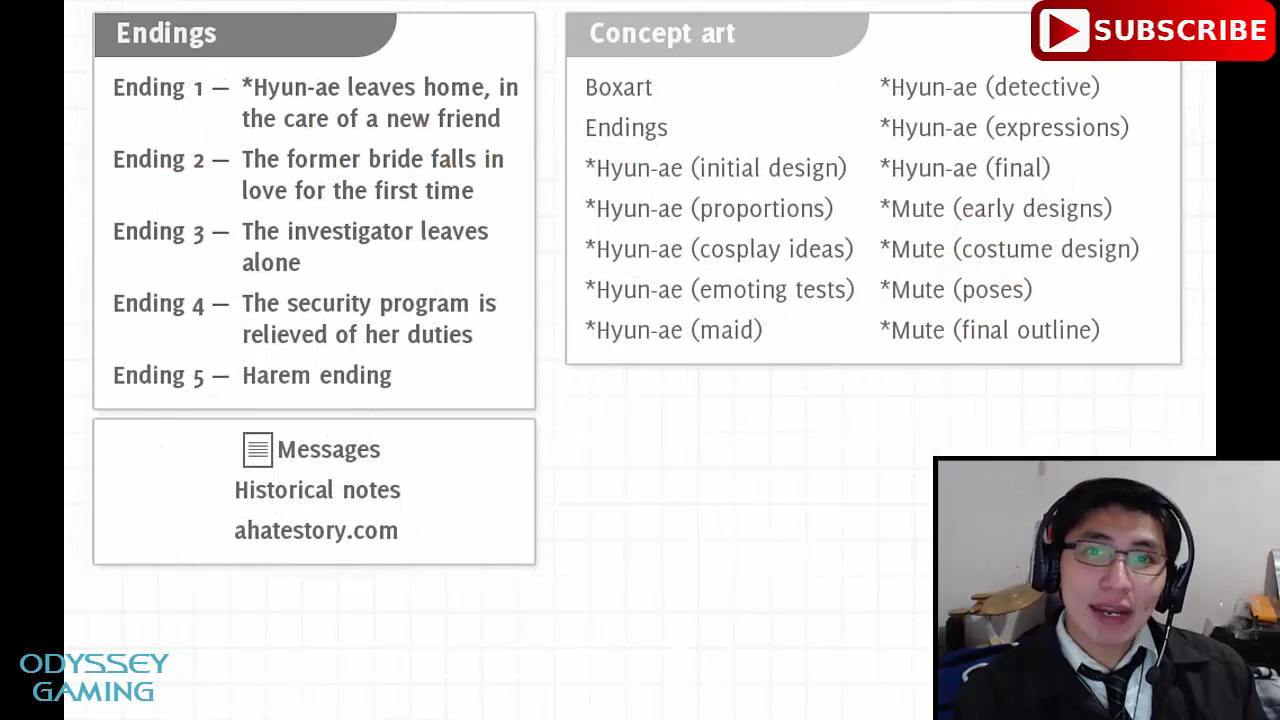 Endings
Ending 1 — *Hyun-ae leaves home, in
the care of a new friend
Ending 2 — The former bride falls in
love for the first time
Ending 3 — The investigator leaves
alone
Ending 4 — The security program is
relieved of her duties
Ending 5 — Harem ending
Messages
Historical notes
ahatestory.com
Concept art
Boxart
Endings
*Hyun-ae (initial design)
*Hyun-ae (proportions)
*Hyun-ae (cosplay ideas)
*Hyun-ae (emoting tests)
*Hyun-ae (maid)
*Hyun-ae (detective)
*Hyun-ae (expressions)
*Hyun-ae (final)
*Mute (early designs)
*Mute (costume design)
*Mute (poses)
*Mute (final outline)
SUBSCRIBE
ODYSSEY
GAMING